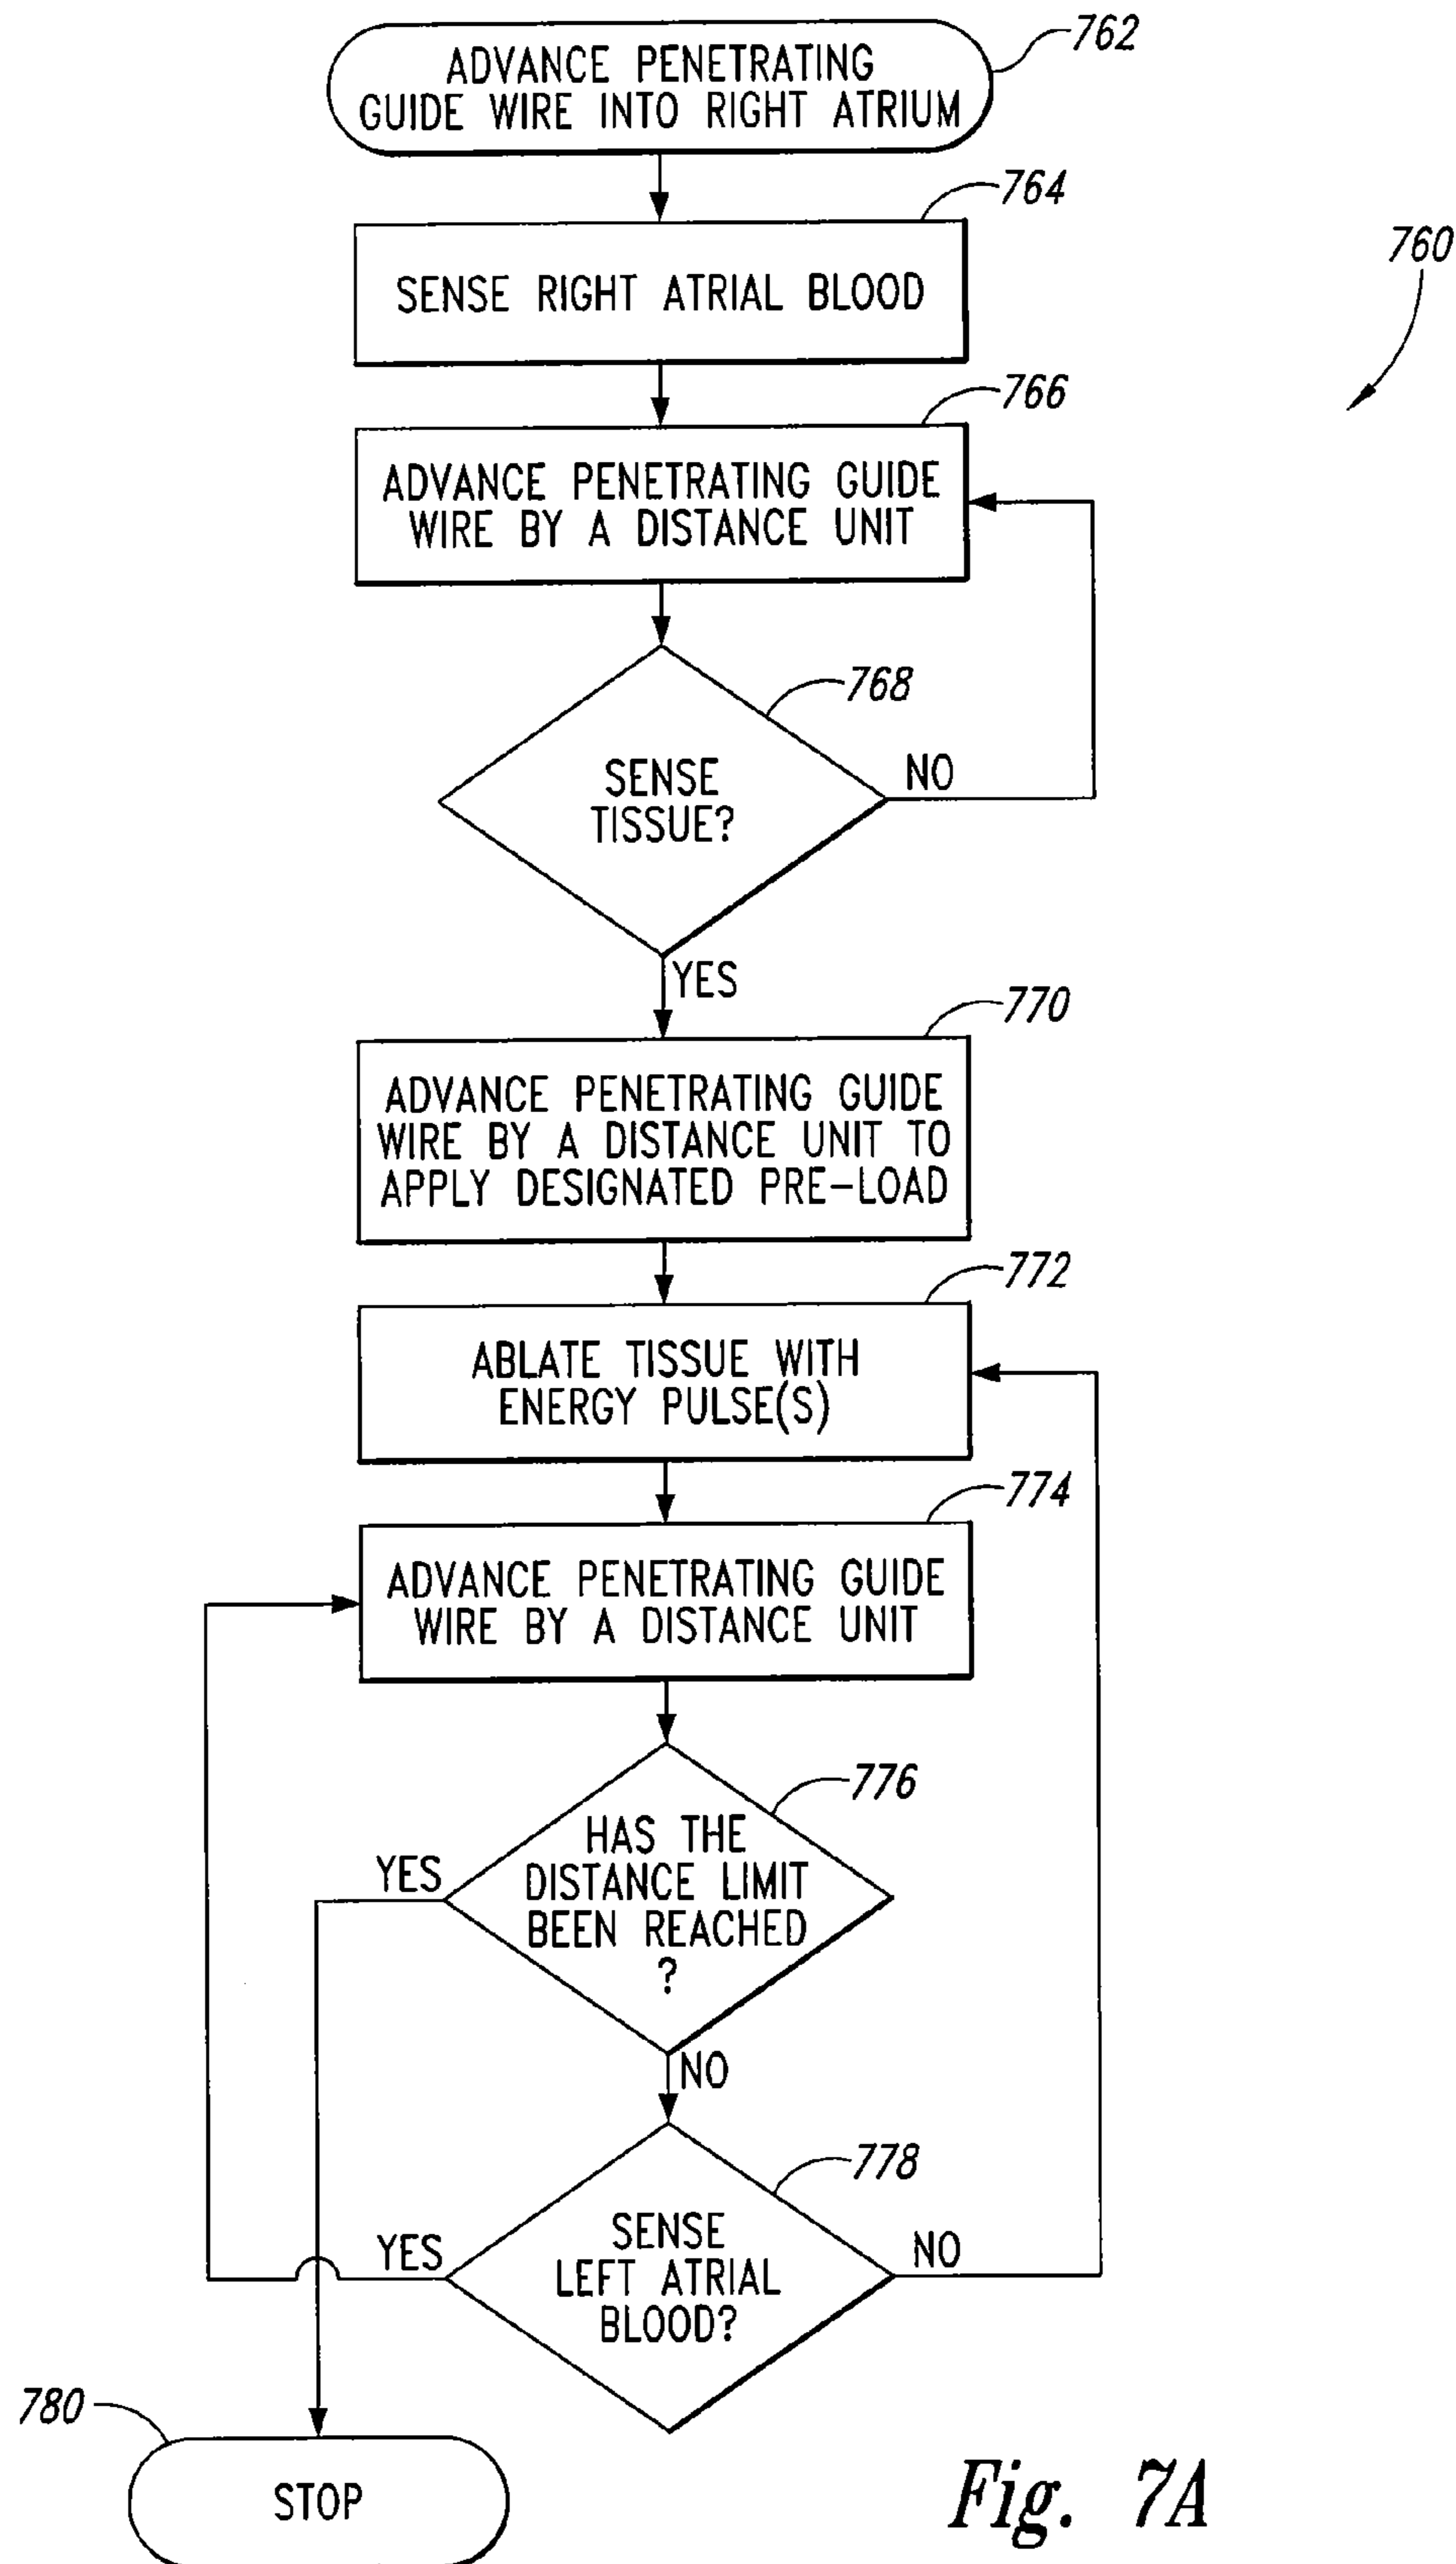 762
ADVANCE PENETRATING
GUIDE WIRE INTO RIGHT ATRIUM
764
760
SENSE RIGHT ATRIAL BLOOD
766
ADVANCE PENETRATING GUIDE
WIRE BY A DISTANCE UNIT
768
SENSE
TISSUE?
NO
YES
770
ADVANCE PENETRATING GUIDE
WIRE BY A DISTANCE UNIT TO
APPLY DESIGNATED PRE-LOAD
772
ABLATE TISSUE WITH
ENERGY PULSE(S)
774
ADVANCE PENETRATING GUIDE
WIRE BY A DISTANCE UNIT
776
HAS THE
DISTANCE LIMIT
BEEN REACHED
?
YES
NO
778
SENSE
LEFT ATRIAL
BLOOD?
YES
NO
780
STOP
Fig. 7A